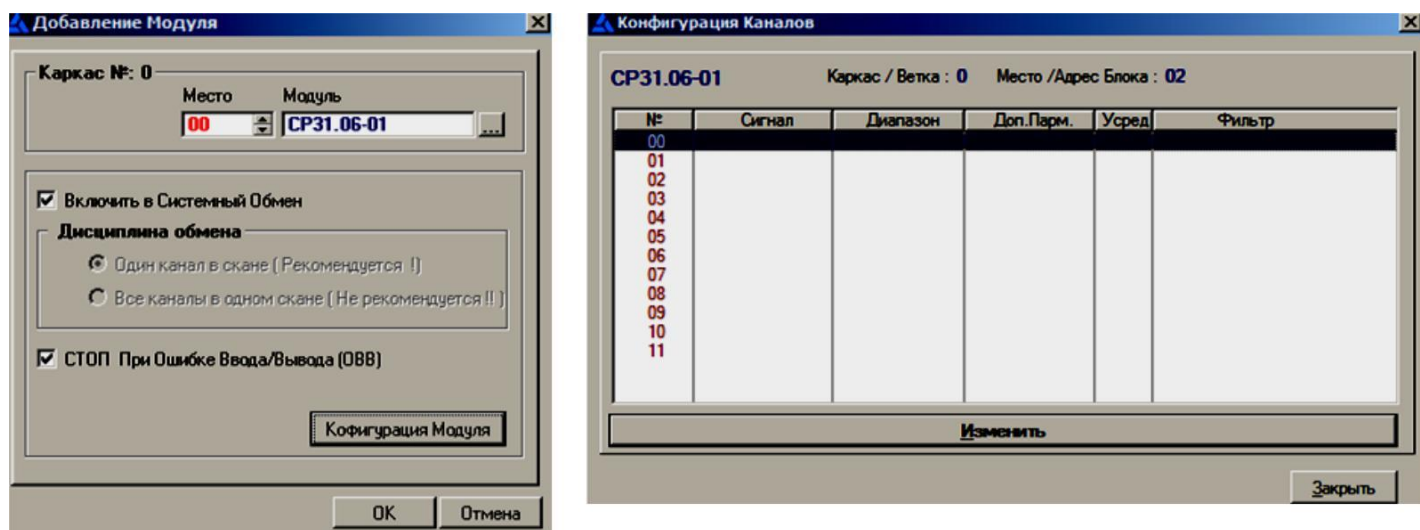 Добавление Модуля
Каркас №: 0
Место Модуль
00 СР31.06-01 ...
Включить в Системный Обмен
Дисциплина обмена
Один канал в скане ( Рекомендуется !)
Все каналы в одном скане ( Не рекомендуется !! )
СТОП При Ошибке Ввода/Вывода (ОВВ)
Кофигурация Модуля
OK Отмена
Конфигурация Каналов
СР31.06-01 Каркас / Ветка : 0 Место /Адрес Блока : 02
№ Сигнал Диапазон Доп.Парм. Усред Фильтр
00
01
02
03
04
05
06
07
08
09
10
11
Изменить
Закрыть